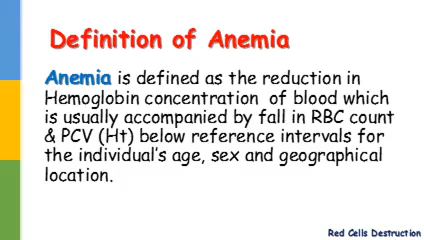 Definition of Anemia
Anemia is defined as the reduction in
Hemoglobin concentration of blood which
is usually accompanied by fall in RBC count
& PCV (Ht) below reference intervals for
the individual's age, sex and geographical
location.
Red Cells Destruction